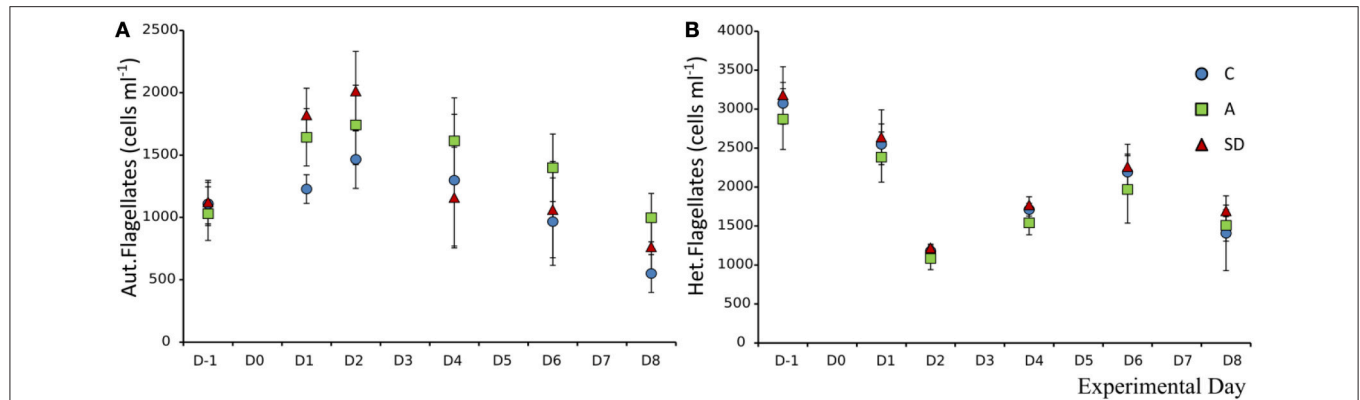 A
Aut.Flagellates (cells ml⁻¹)
2500
2000
1500
1000
500
0
D-1 D0 D1 D2 D3 D4 D5 D6 D7 D8
B
Het.Flagellates (cells ml⁻¹)
4000
3500
3000
2500
2000
1500
1000
500
0
D-1 D0 D1 D2 D3 D4 D5 D6 D7 D8
C
A
SD
Experimental Day